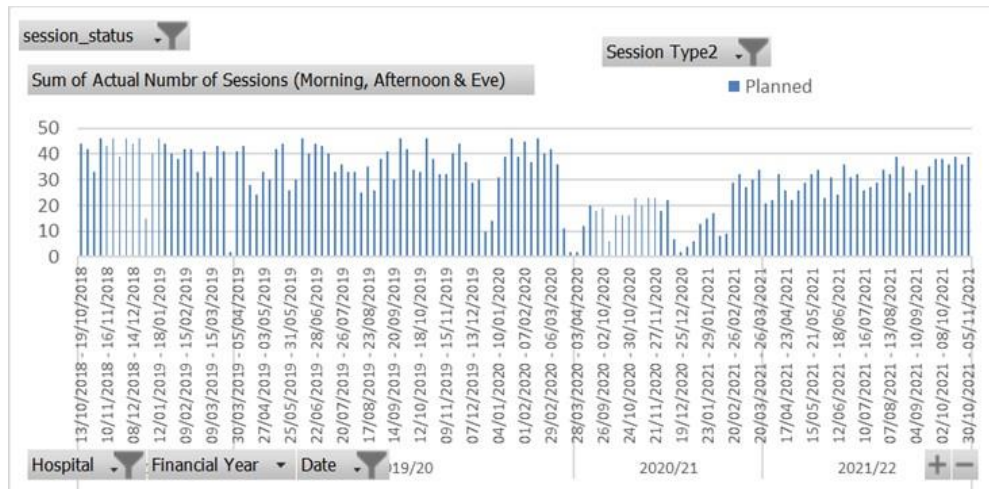 session_status
Session Type2
Sum of Actual Numbr of Sessions (Morning, Afternoon & Eve)
Planned
50
40
30
20
10
0
13/10/2018 - 19/10/2018
10/11/2018 - 16/11/2018
08/12/2018 - 14/12/2018
12/01/2019 - 18/01/2019
09/02/2019 - 15/02/2019
09/03/2019 - 15/03/2019
30/03/2019 - 05/04/2019
27/04/2019 - 03/05/2019
25/05/2019 - 31/05/2019
22/06/2019 - 28/06/2019
20/07/2019 - 26/07/2019
17/08/2019 - 23/08/2019
14/09/2019 - 20/09/2019
12/10/2019 - 18/10/2019
09/11/2019 - 15/11/2019
07/12/2019 - 13/12/2019
04/01/2020 - 10/01/2020
01/02/2020 - 07/02/2020
29/02/2020 - 06/03/2020
28/03/2020 - 03/04/2020
26/09/2020 - 02/10/2020
24/10/2020 - 30/10/2020
21/11/2020 - 27/11/2020
19/12/2020 - 25/12/2020
23/01/2021 - 29/01/2021
20/02/2021 - 26/02/2021
20/03/2021 - 26/03/2021
17/04/2021 - 23/04/2021
15/05/2021 - 21/05/2021
12/06/2021 - 18/06/2021
10/07/2021 - 16/07/2021
07/08/2021 - 13/08/2021
04/09/2021 - 10/09/2021
02/10/2021 - 08/10/2021
30/10/2021 - 05/11/2021
Hospital Financial Year Date 019/20 2020/21 2021/22